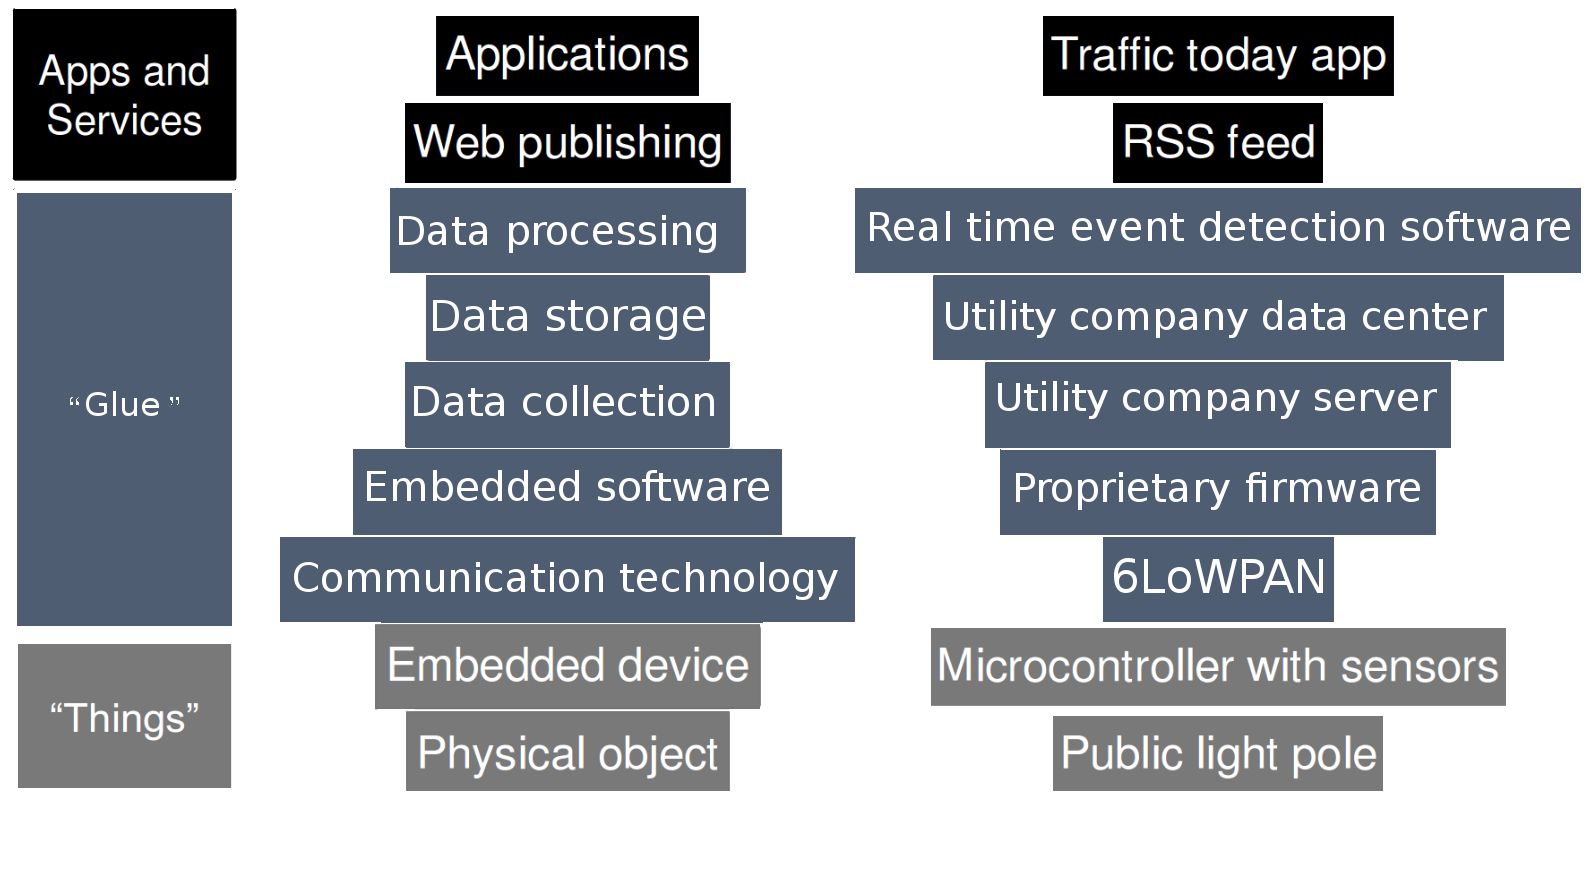 Apps and
Services
Applications
Traffic today app
Web publishing
RSS feed
“Glue”
Data processing
Real time event detection software
Data storage
Utility company data center
Data collection
Utility company server
Embedded software
Proprietary firmware
Communication technology
6LoWPAN
“Things”
Embedded device
Microcontroller with sensors
Physical object
Public light pole